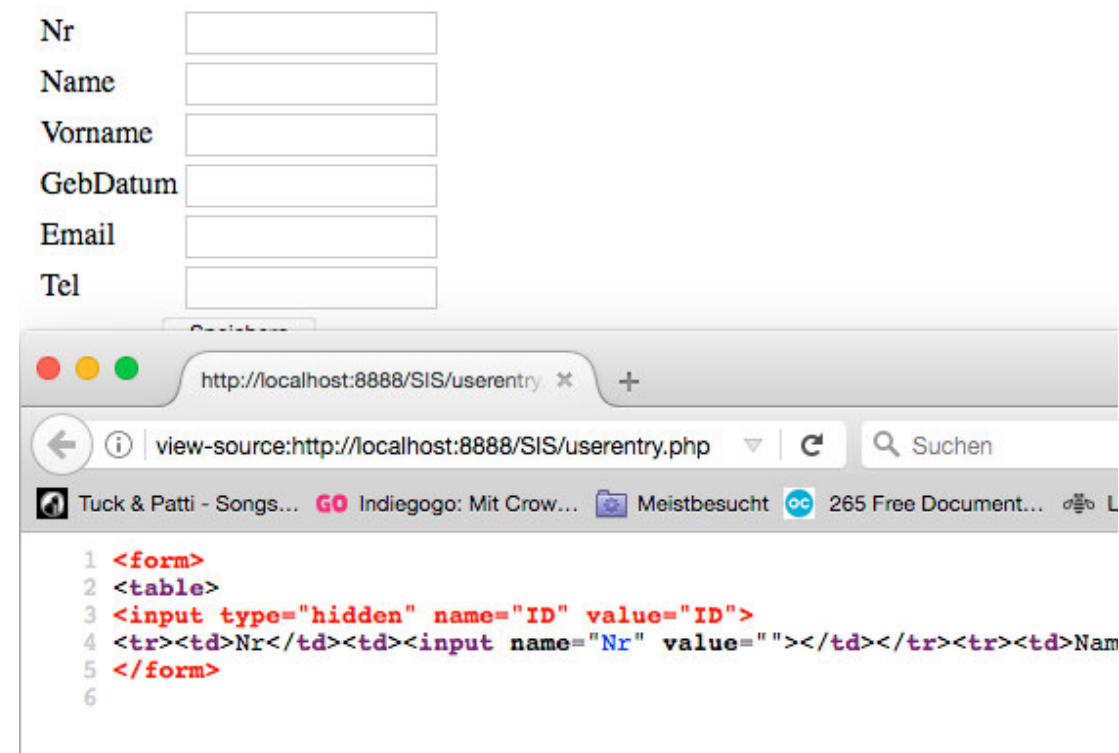 Nr
Name
Vorname
GebDatum
Email
Tel
Speichern
http://localhost:8888/SIS/userentry
view-source:http://localhost:8888/SIS/userentry.php
Suchen
Tuck & Patti - Songs... GO Indiegogo: Mit Crow... Meistbesucht oc 265 Free Document... L
1 <form>
2 <table>
3 <input type="hidden" name="ID" value="ID">
4 <tr><td>Nr</td><td><input name="Nr" value=""></td></tr><tr><td>Nam
5 </form>
6